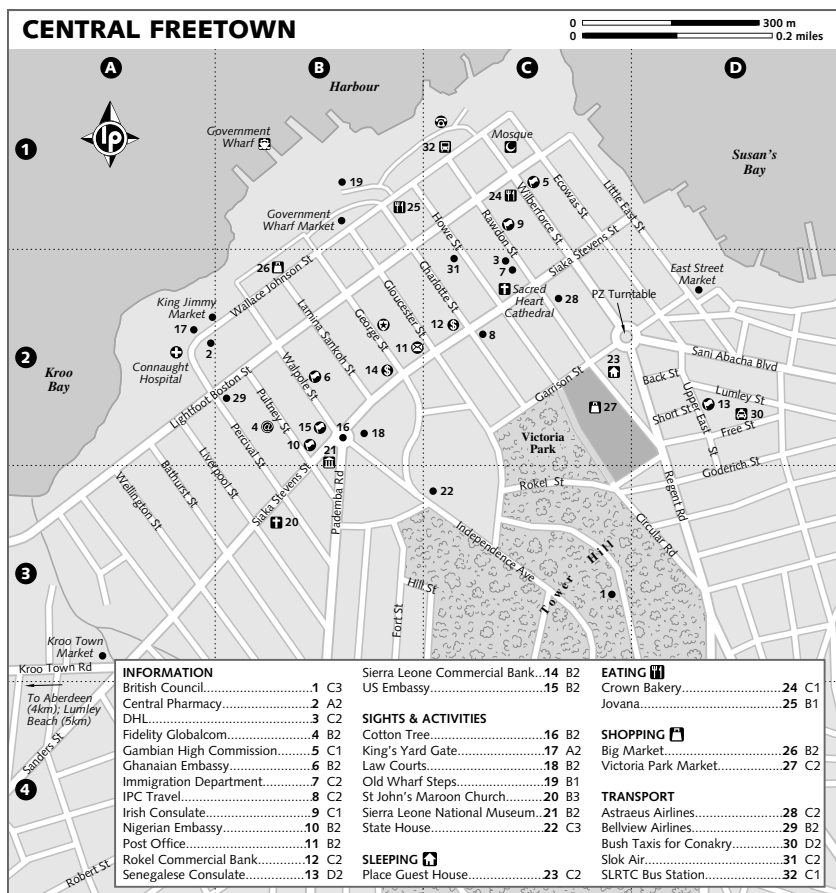 CENTRAL FREETOWN
0 300 m
0 0.2 miles
A
B
C
D
1
2
3
4
lp
Harbour
Government
Wharf
Mosque
Susan's
Bay
32
19
25
24
5
9
Government
Wharf Market
Wallace Johnson St
Howe St
Rawdon St
Wilberforce St
Ecowas St
Little East St
Siaka Stevens St
26
31
3
7
Sacred
Heart
Cathedral
28
PZ Turntable
East Street
Market
King Jimmy
Market
17
2
Connaught
Hospital
Kroo
Bay
Lamina Sankoh St
George St
Gloucester St
Charlotte St
12
11
8
14
Walpole St
6
Lightfoot Boston St
29
Pultney St
4
15
10
16
18
21
Percival St
Liverpool St
Bathurst St
Wellington St
Siaka Stevens St
20
Pademba Rd
22
Independence Ave
Garrison St
23
27
Victoria
Park
Sani Abacha Blvd
Back St
Lumley St
13
30
Short St
Upper East St
Free St
Goderich St
Rokel St
Regent Rd
Circular Rd
Tower Hill
1
Hill St
Fort St
Kroo Town
Market
Kroo Town Rd
To Aberdeen
(4km); Lumley
Beach (5km)
Sanders St
Robert St
INFORMATION
British Council 1 C3
Central Pharmacy 2 A2
DHL 3 C2
Fidelity Globalcom 4 B2
Gambian High Commission 5 C1
Ghanaian Embassy 6 B2
Immigration Department 7 C2
IPC Travel 8 C2
Irish Consulate 9 C1
Nigerian Embassy 10 B2
Post Office 11 B2
Rokel Commercial Bank 12 C2
Senegalese Consulate 13 D2
Sierra Leone Commercial Bank 14 B2
US Embassy 15 B2
SIGHTS & ACTIVITIES
Cotton Tree 16 B2
King's Yard Gate 17 A2
Law Courts 18 B2
Old Wharf Steps 19 B1
St John's Maroon Church 20 B3
Sierra Leone National Museum 21 B2
State House 22 C3
SLEEPING
Place Guest House 23 C2
EATING
Crown Bakery 24 C1
Jovana 25 B1
SHOPPING
Big Market 26 B2
Victoria Park Market 27 C2
TRANSPORT
Astraeus Airlines 28 C2
Bellview Airlines 29 B2
Bush Taxis for Conakry 30 D2
Slok Air 31 C2
SLRTC Bus Station 32 C1